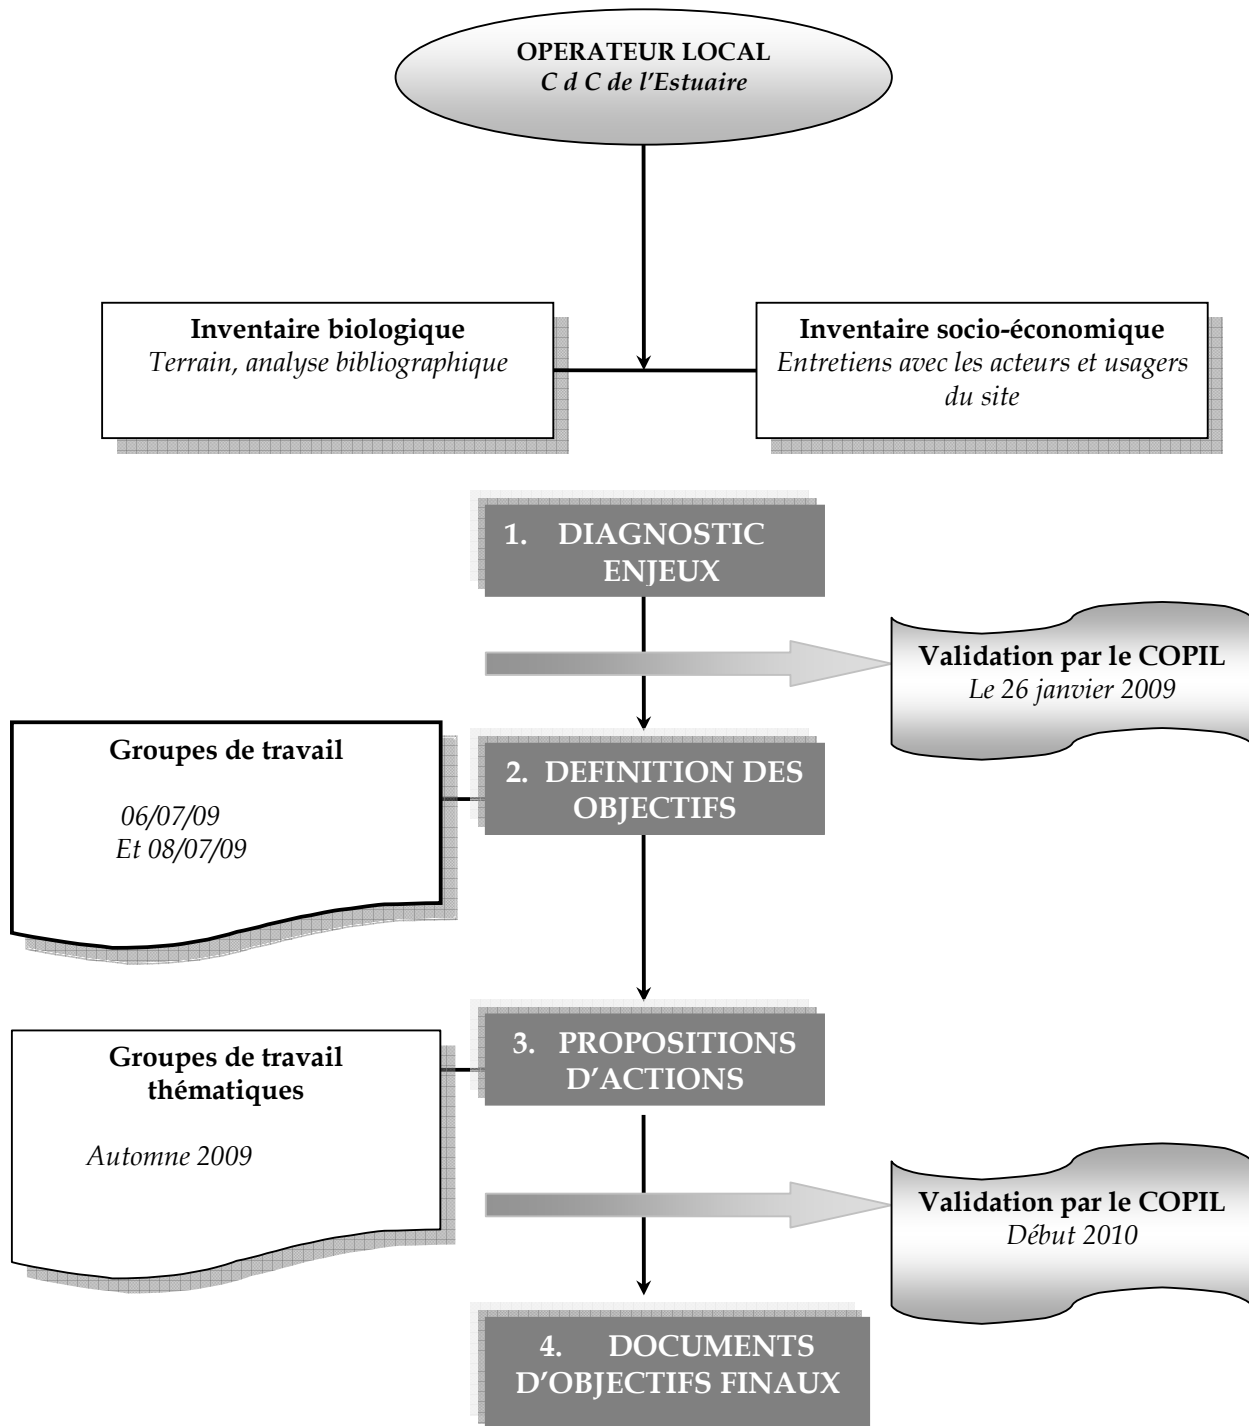 OPERATEUR LOCAL
C d C de l’Estuaire
Inventaire biologique
Terrain, analyse bibliographique
Inventaire socio-économique
Entretiens avec les acteurs et usagers
du site
1. DIAGNOSTIC
ENJEUX
Validation par le COPIL
Le 26 janvier 2009
Groupes de travail
06/07/09
Et 08/07/09
2. DEFINITION DES
OBJECTIFS
Groupes de travail
thématiques
Automne 2009
3. PROPOSITIONS
D’ACTIONS
Validation par le COPIL
Début 2010
4. DOCUMENTS
D’OBJECTIFS FINAUX